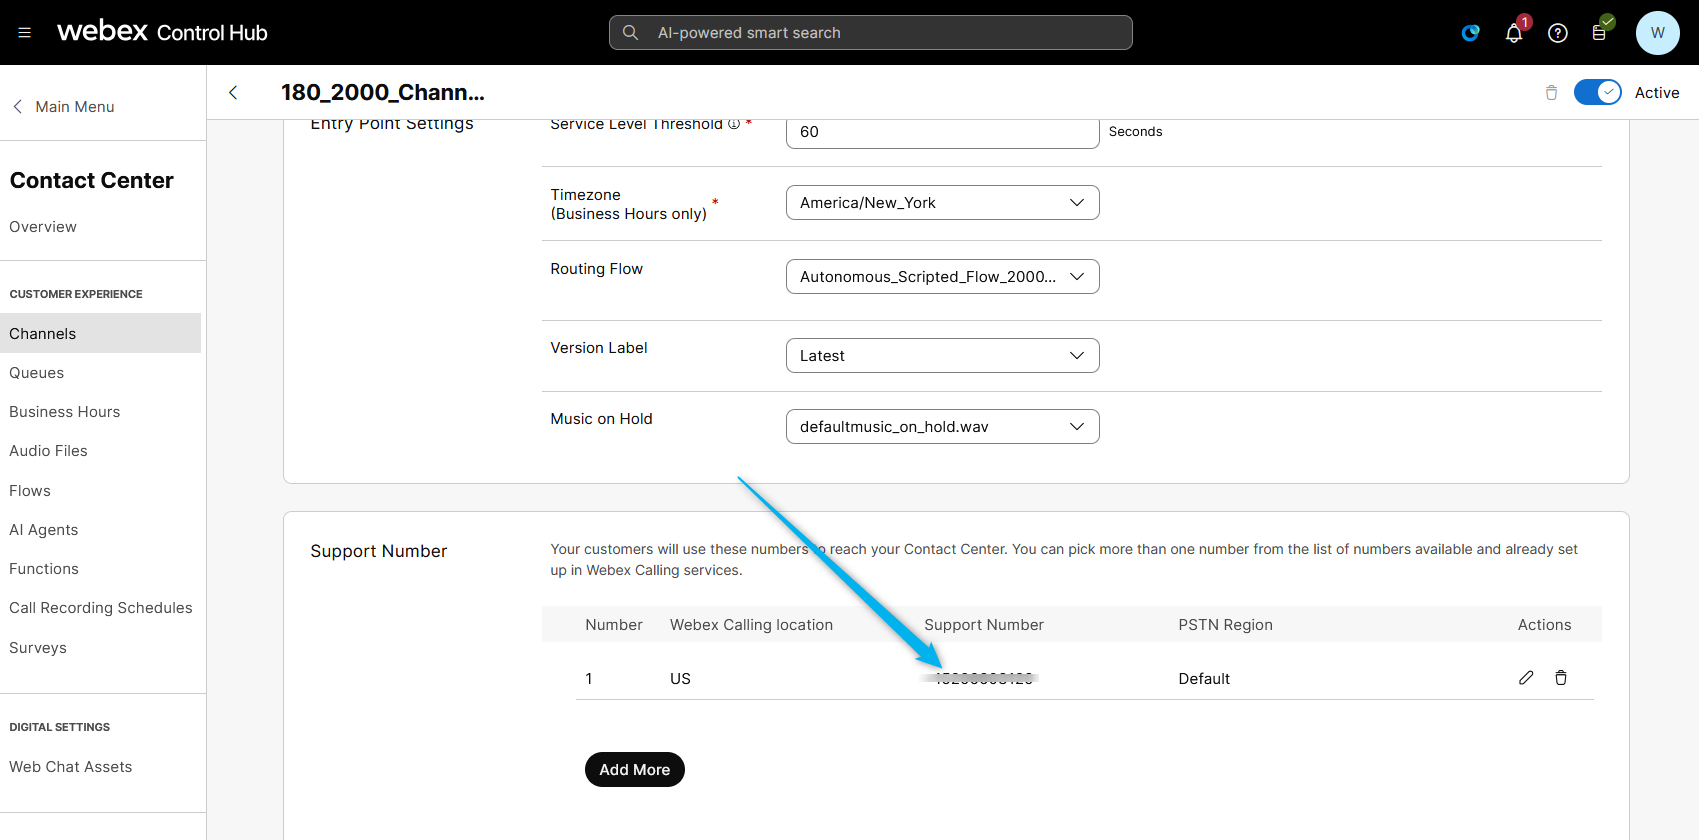 webex Control Hub
AI-powered smart search
1
W
Main Menu
180_2000_Chann...
Active
Contact Center
Overview
CUSTOMER EXPERIENCE
Channels
Queues
Business Hours
Audio Files
Flows
AI Agents
Functions
Call Recording Schedules
Surveys
DIGITAL SETTINGS
Web Chat Assets
Entry Point Settings
Service Level Threshold *
60
Seconds
Timezone
(Business Hours only) *
America/New_York
Routing Flow
Autonomous_Scripted_Flow_2000...
Version Label
Latest
Music on Hold
defaultmusic_on_hold.wav
Support Number
Your customers will use these numbers to reach your Contact Center. You can pick more than one number from the list of numbers available and already set
up in Webex Calling services.
Number Webex Calling location Support Number PSTN Region Actions
1 US Default
Add More